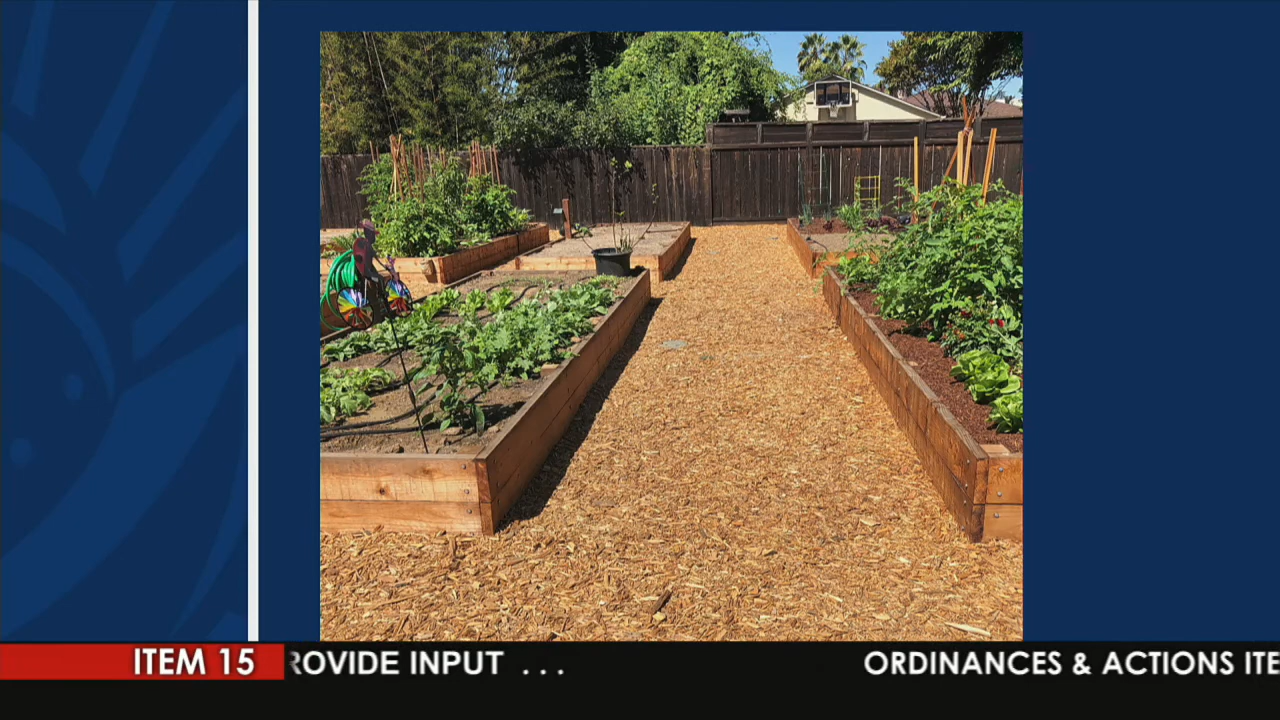 ITEM 15
ROVIDE INPUT ... ORDINANCES & ACTIONS ITE